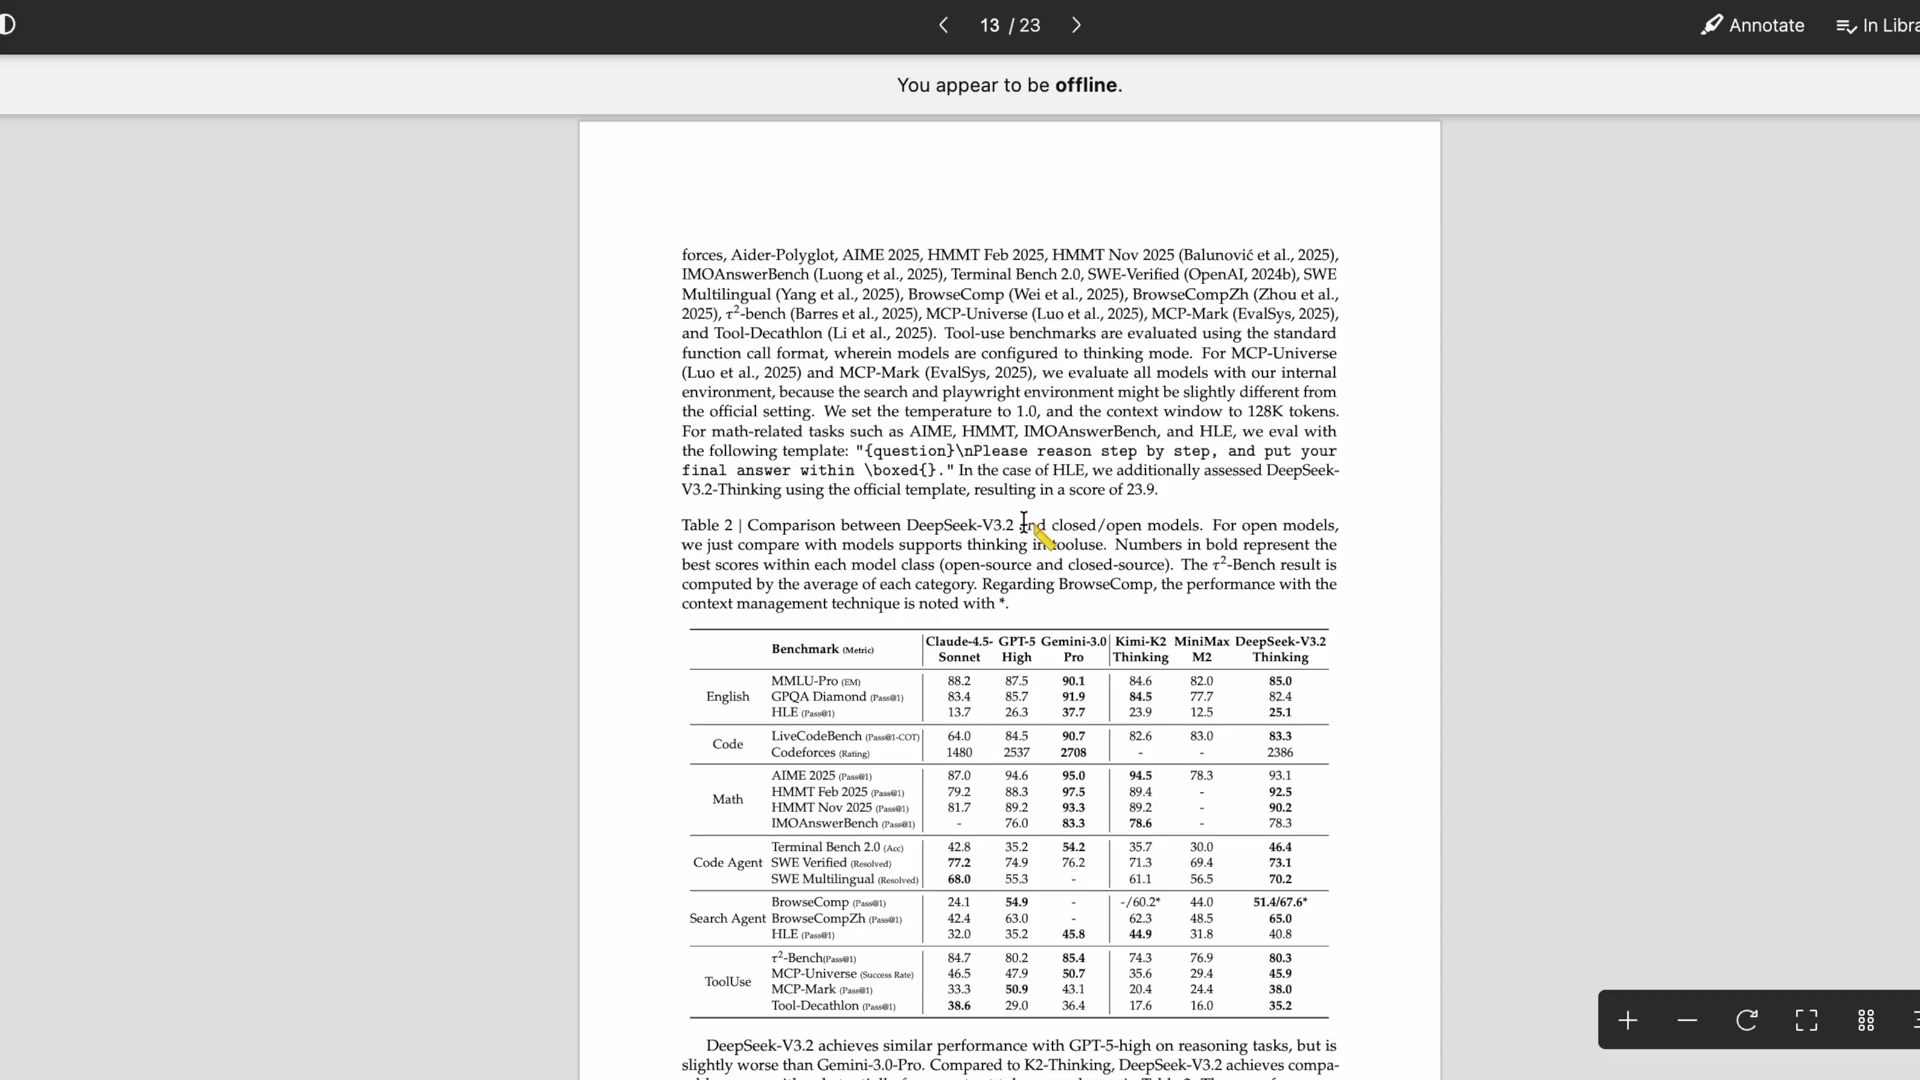 13 / 23
Annotate
In Libra
You appear to be offline.
forces, Aider-Polyglot, AIME 2025, HMMT Feb 2025, HMMT Nov 2025 (Balunović et al., 2025),
IMOAnswerBench (Luong et al., 2025), Terminal Bench 2.0, SWE-Verified (OpenAI, 2024b), SWE
Multilingual (Yang et al., 2025), BrowseComp (Wei et al., 2025), BrowseCompZh (Zhou et al.,
2025), τ²-bench (Barres et al., 2025), MCP-Universe (Luo et al., 2025), MCP-Mark (EvalSys, 2025),
and Tool-Decathlon (Li et al., 2025). Tool-use benchmarks are evaluated using the standard
function call format, wherein models are configured to thinking mode. For MCP-Universe
(Luo et al., 2025) and MCP-Mark (EvalSys, 2025), we evaluate all models with our internal
environment, because the search and playwright environment might be slightly different from
the official setting. We set the temperature to 1.0, and the context window to 128K tokens.
For math-related tasks such as AIME, HMMT, IMOAnswerBench, and HLE, we eval with
the following template: "{question}\nPlease reason step by step, and put your
final answer within \boxed{}." In the case of HLE, we additionally assessed DeepSeek-
V3.2-Thinking using the official template, resulting in a score of 23.9.
Table 2 | Comparison between DeepSeek-V3.2 and closed/open models. For open models,
we just compare with models supports thinking in tooluse. Numbers in bold represent the
best scores within each model class (open-source and closed-source). The τ²-Bench result is
computed by the average of each category. Regarding BrowseComp, the performance with the
context management technique is noted with *.
Benchmark (Metric) Claude-4.5- GPT-5 Gemini-3.0 Kimi-K2 MiniMax DeepSeek-V3.2
Sonnet High Pro Thinking M2 Thinking
MMLU-Pro (EM) 88.2 87.5 90.1 84.6 82.0 85.0
English GPQA Diamond (Pass@1) 83.4 85.7 91.9 84.5 77.7 82.4
HLE (Pass@1) 13.7 26.3 37.7 23.9 12.5 25.1
Code LiveCodeBench (Pass@1-COT) 64.0 84.5 90.7 82.6 83.0 83.3
Codeforces (Rating) 1480 2537 2708 - - 2386
AIME 2025 (Pass@1) 87.0 94.6 95.0 94.5 78.3 93.1
Math HMMT Feb 2025 (Pass@1) 79.2 88.3 97.5 89.4 - 92.5
HMMT Nov 2025 (Pass@1) 81.7 89.2 93.3 89.2 - 90.2
IMOAnswerBench (Pass@1) - 76.0 83.3 78.6 - 78.3
Terminal Bench 2.0 (Acc) 42.8 35.2 54.2 35.7 30.0 46.4
Code Agent SWE Verified (Resolved) 77.2 74.9 76.2 71.3 69.4 73.1
SWE Multilingual (Resolved) 68.0 55.3 - 61.1 56.5 70.2
BrowseComp (Pass@1) 24.1 54.9 - -/60.2* 44.0 51.4/67.6*
Search Agent BrowseCompZh (Pass@1) 42.4 63.0 - 62.3 48.5 65.0
HLE (Pass@1) 32.0 35.2 45.8 44.9 31.8 40.8
τ²-Bench(Pass@1) 84.7 80.2 85.4 74.3 76.9 80.3
ToolUse MCP-Universe (Success Rate) 46.5 47.9 50.7 35.6 29.4 45.9
MCP-Mark (Pass@1) 33.3 50.9 43.1 20.4 24.4 38.0
Tool-Decathlon (Pass@1) 38.6 29.0 36.4 17.6 16.0 35.2
DeepSeek-V3.2 achieves similar performance with GPT-5-high on reasoning tasks, but is
slightly worse than Gemini-3.0-Pro. Compared to K2-Thinking, DeepSeek-V3.2 achieves compa-